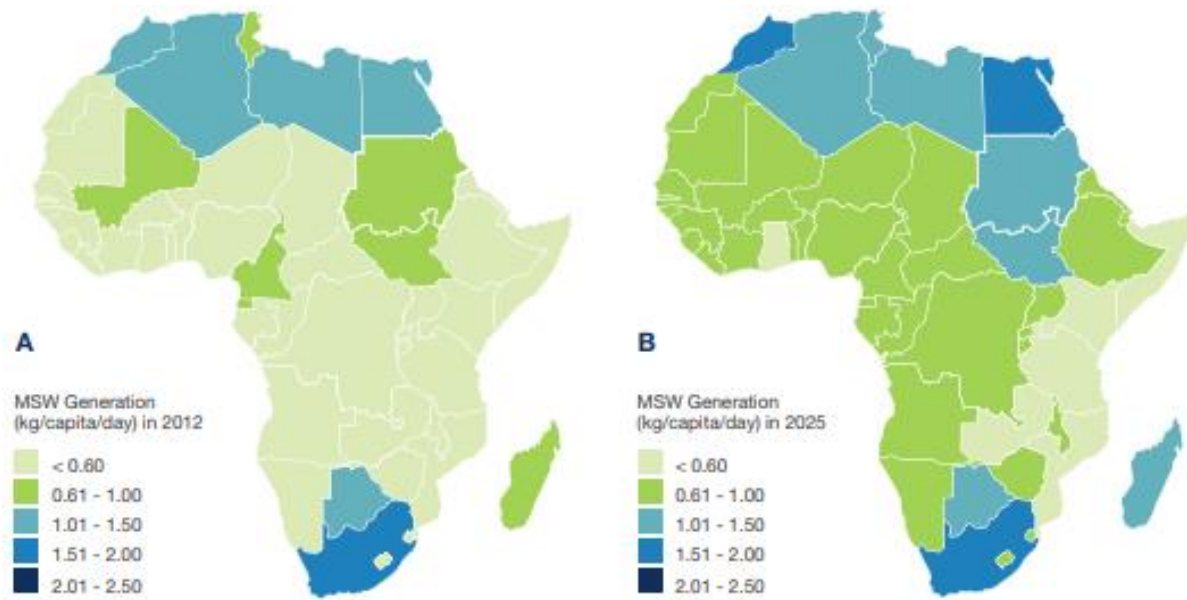 A
MSW Generation
(kg/capita/day) in 2012
< 0.60
0.61 - 1.00
1.01 - 1.50
1.51 - 2.00
2.01 - 2.50
B
MSW Generation
(kg/capita/day) in 2025
< 0.60
0.61 - 1.00
1.01 - 1.50
1.51 - 2.00
2.01 - 2.50